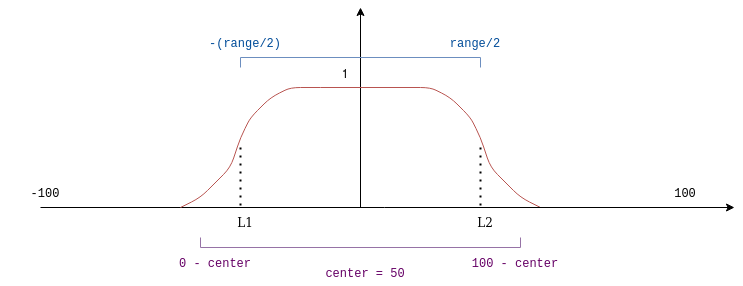 -(range/2) range/2
1
-100 100
L1 L2
0 - center 100 - center
center = 50